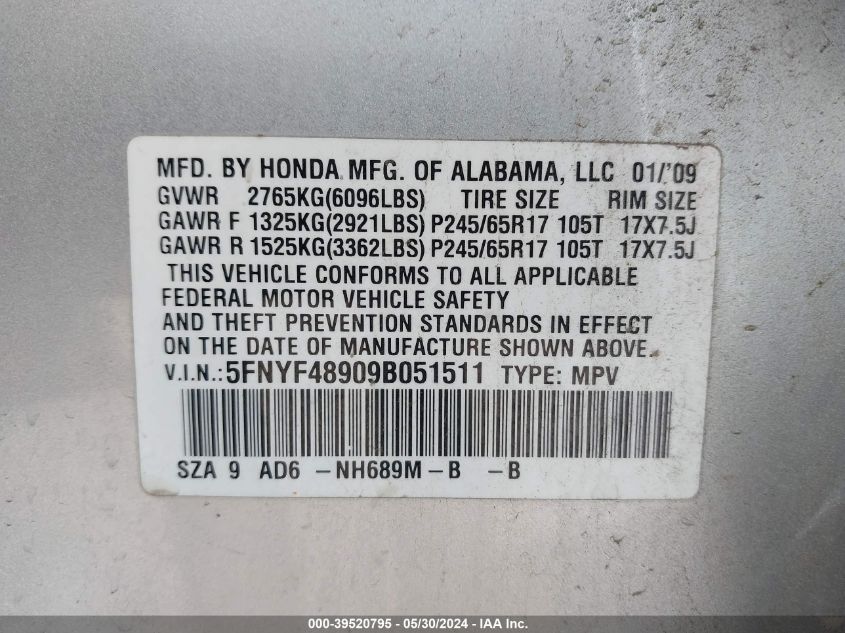 MFD. BY HONDA MFG. OF ALABAMA, LLC 01/'09
GVWR 2765KG(6096LBS) TIRE SIZE RIM SIZE
GAWR F 1325KG(2921LBS) P245/65R17 105T 17X7.5J
GAWR R 1525KG(3362LBS) P245/65R17 105T 17X7.5J
THIS VEHICLE CONFORMS TO ALL APPLICABLE
FEDERAL MOTOR VEHICLE SAFETY
AND THEFT PREVENTION STANDARDS IN EFFECT
ON THE DATE OF MANUFACTURE SHOWN ABOVE.
V.I.N.:5FNYF48909B051511 TYPE: MPV
SZA 9 AD6 -NH689M-B -B
000-39520795 - 05/30/2024 - IAA Inc.